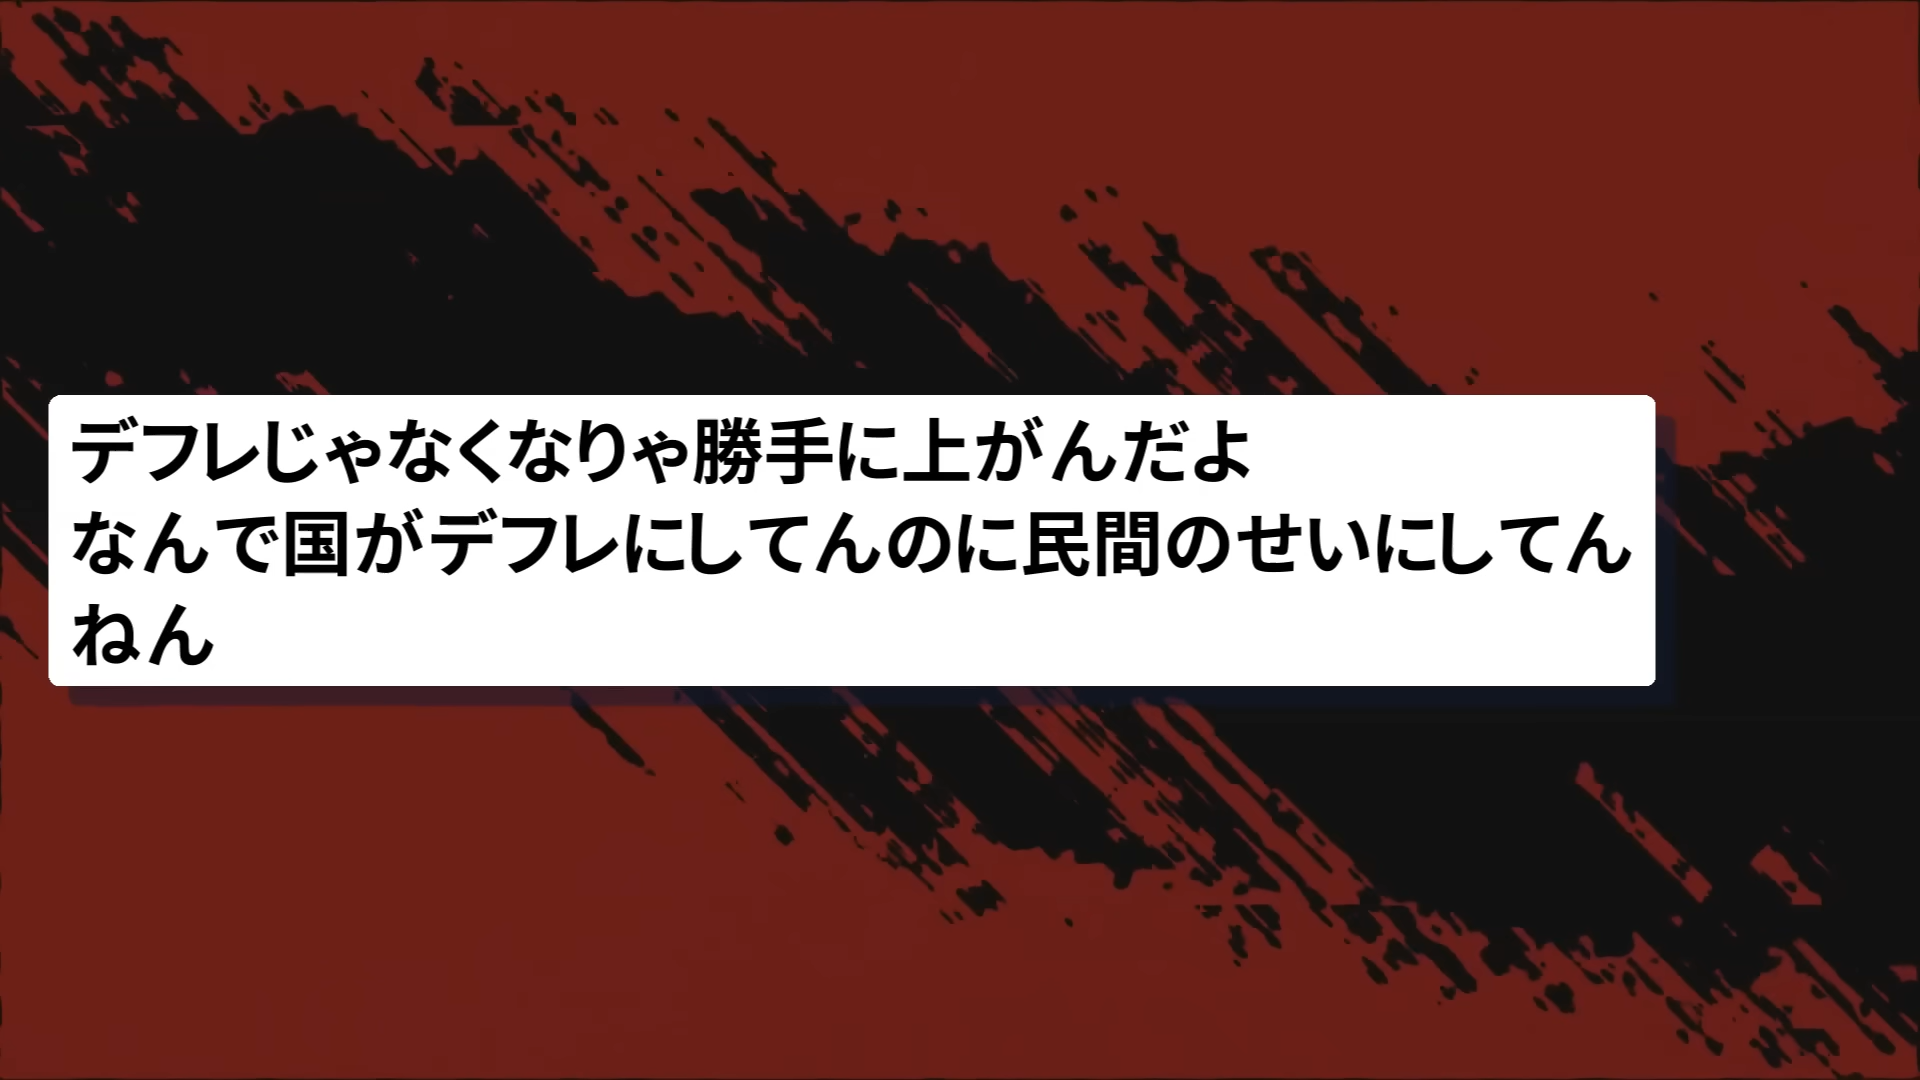 デフレじゃなくなりゃ勝手に上がんだよ
なんで国がデフレにしてんのに民間のせいにしてん
ねん